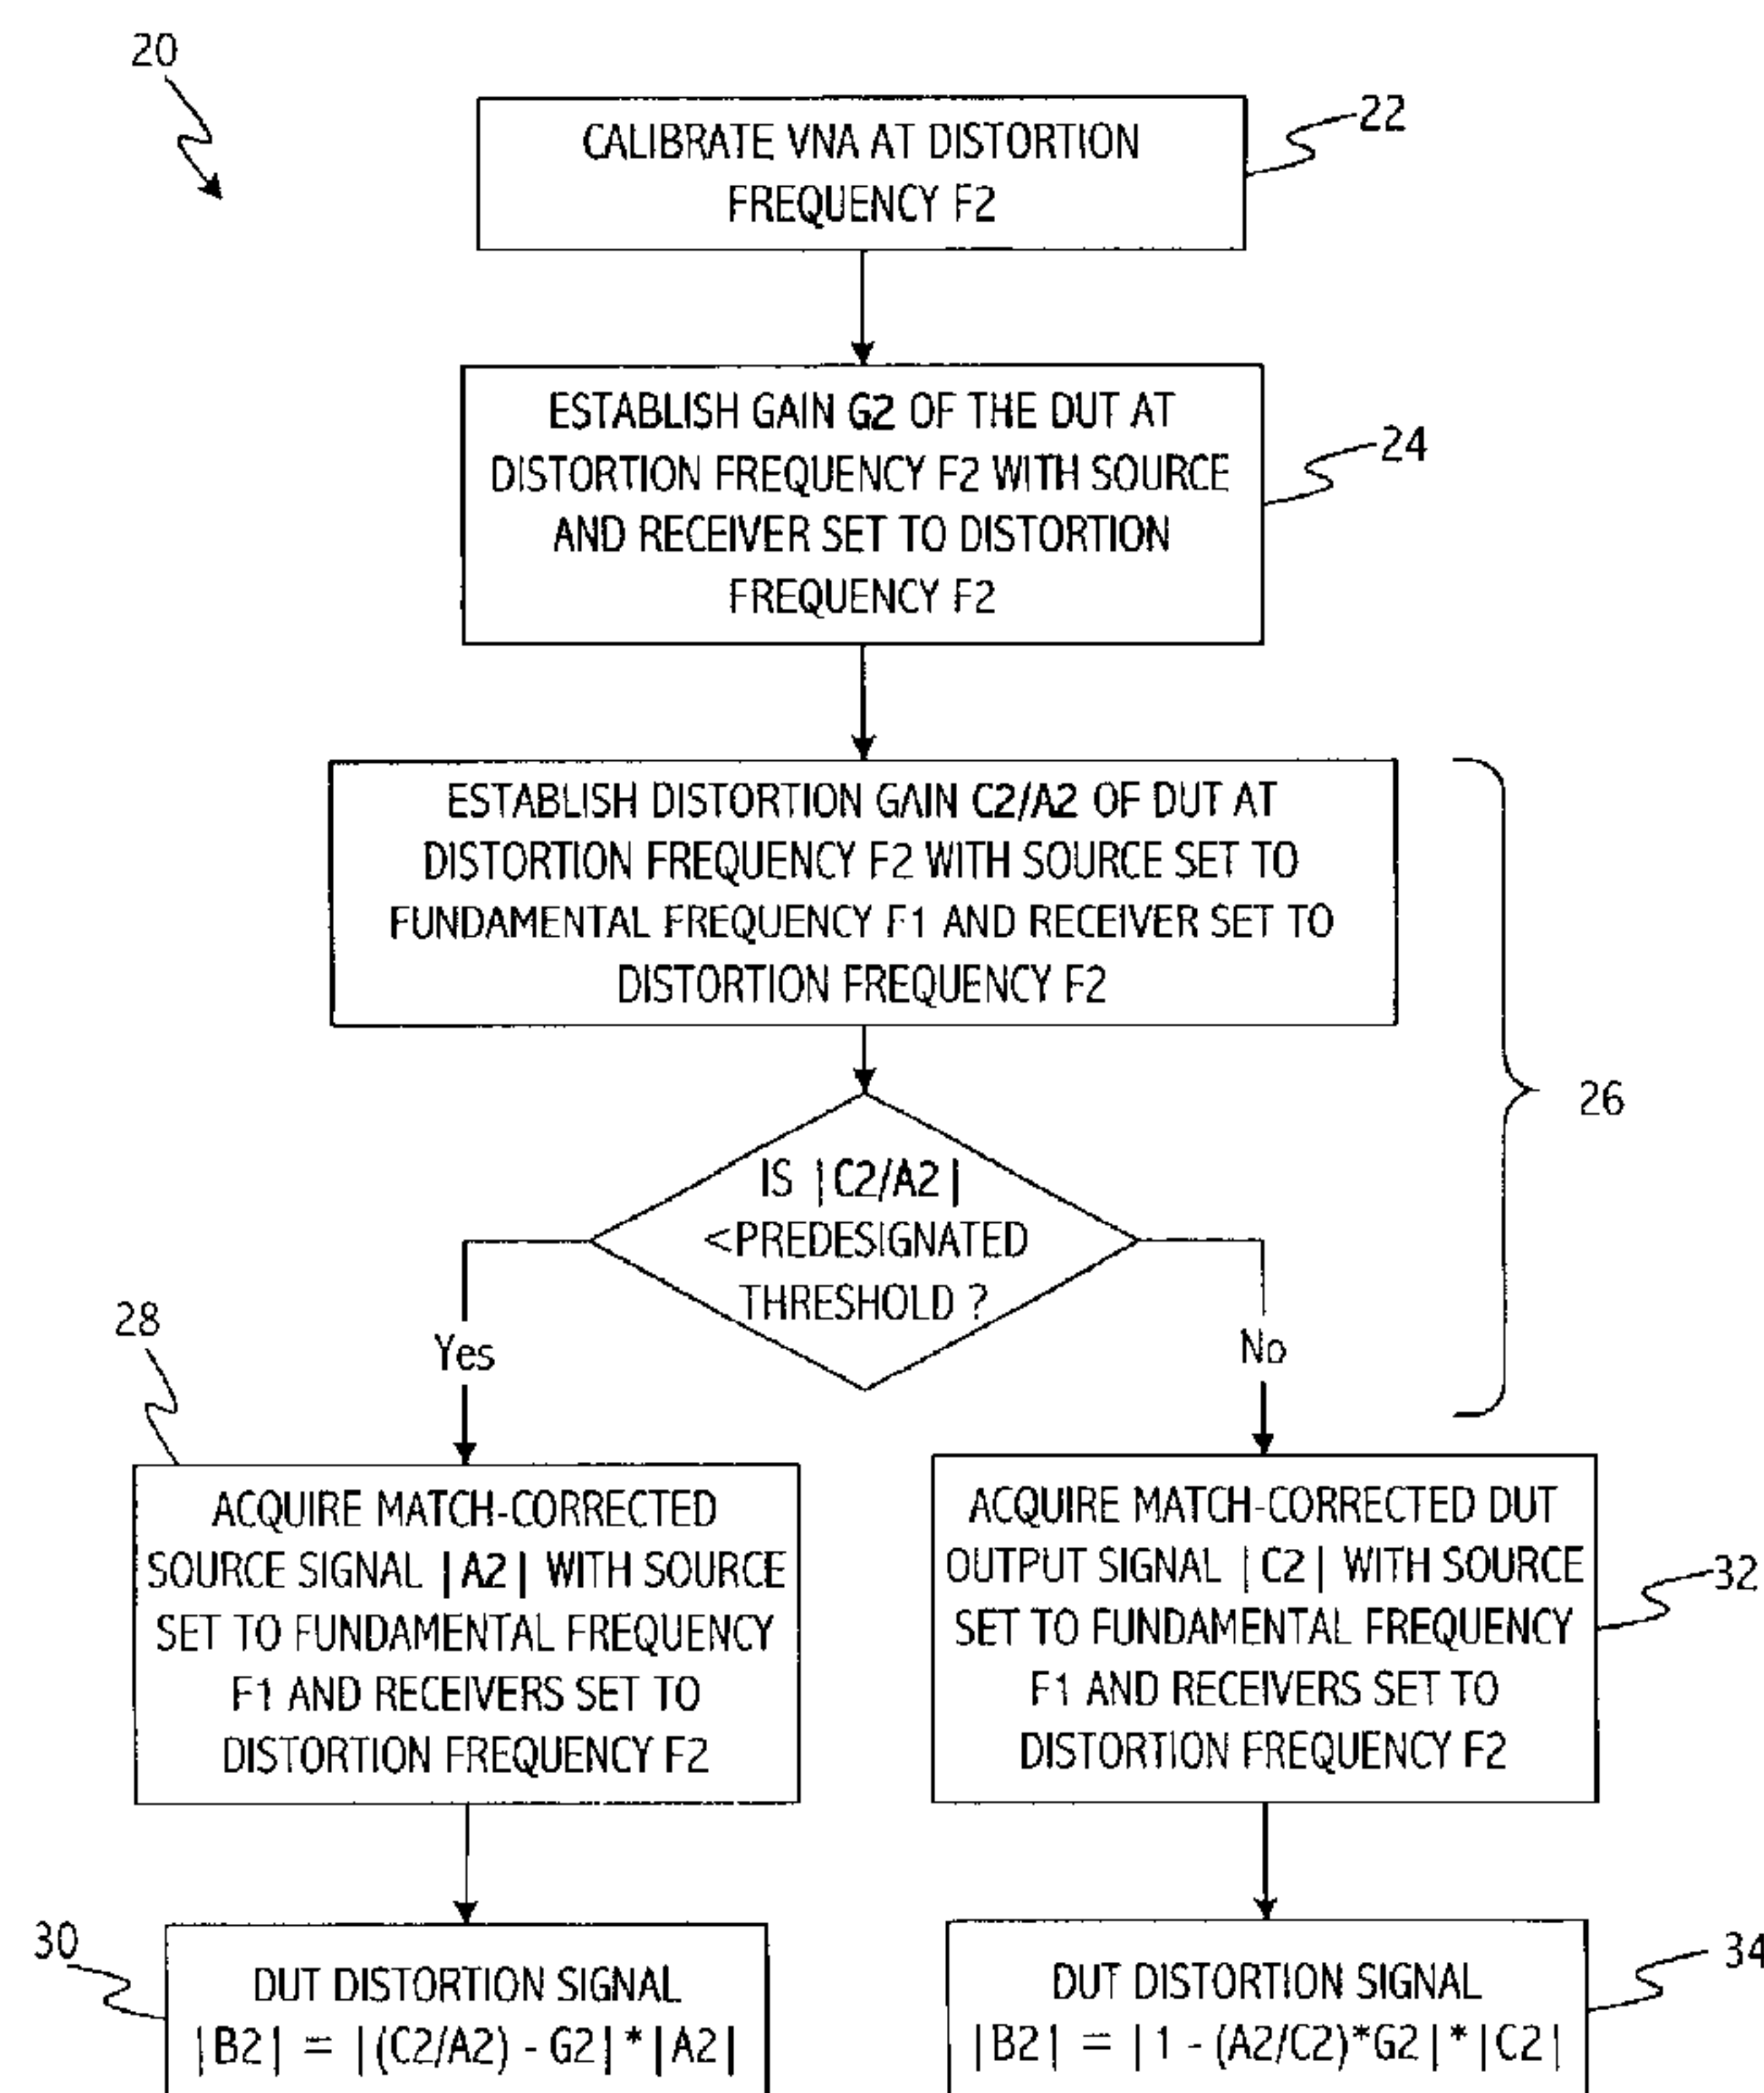 20
CALIBRATE VNA AT DISTORTION
FREQUENCY F2
22
ESTABLISH GAIN G2 OF THE DUT AT
DISTORTION FREQUENCY F2 WITH SOURCE
AND RECEIVER SET TO DISTORTION
FREQUENCY F2
24
ESTABLISH DISTORTION GAIN C2/A2 OF DUT AT
DISTORTION FREQUENCY F2 WITH SOURCE SET TO
FUNDAMENTAL FREQUENCY F1 AND RECEIVER SET TO
DISTORTION FREQUENCY F2
26
IS |C2/A2|
<PREDESIGNATED
THRESHOLD ?
Yes
No
28
ACQUIRE MATCH-CORRECTED
SOURCE SIGNAL |A2| WITH SOURCE
SET TO FUNDAMENTAL FREQUENCY
F1 AND RECEIVERS SET TO
DISTORTION FREQUENCY F2
ACQUIRE MATCH-CORRECTED DUT
OUTPUT SIGNAL |C2| WITH SOURCE
SET TO FUNDAMENTAL FREQUENCY
F1 AND RECEIVERS SET TO
DISTORTION FREQUENCY F2
32
30
DUT DISTORTION SIGNAL
|B2| = |(C2/A2) - G2|*|A2|
DUT DISTORTION SIGNAL
|B2| = |1 - (A2/C2)*G2|*|C2|
34